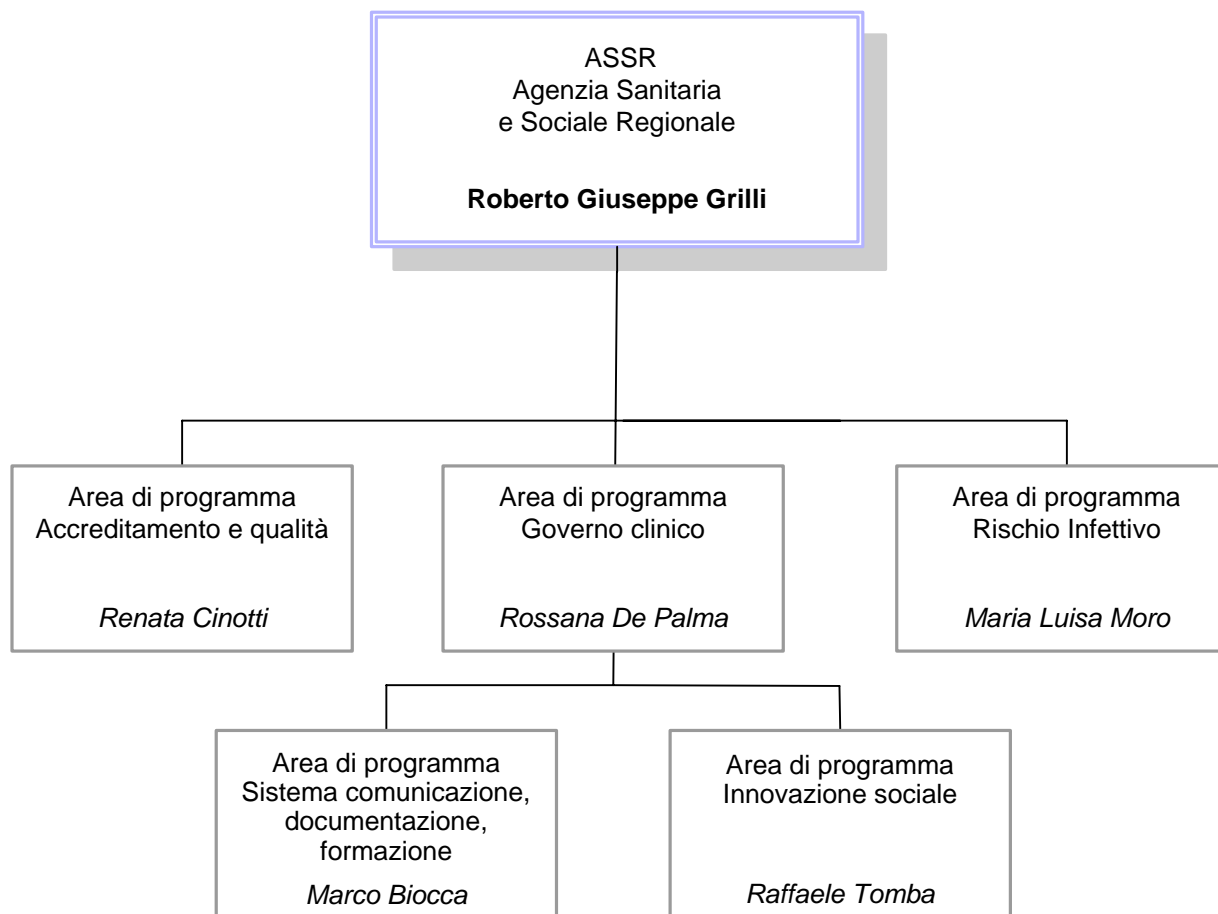 ASSR
Agenzia Sanitaria
e Sociale Regionale
Roberto Giuseppe Grilli
Area di programma
Accreditamento e qualità
Renata Cinotti
Area di programma
Governo clinico
Rossana De Palma
Area di programma
Rischio Infettivo
Maria Luisa Moro
Area di programma
Sistema comunicazione,
documentazione,
formazione
Marco Biocca
Area di programma
Innovazione sociale
Raffaele Tomba